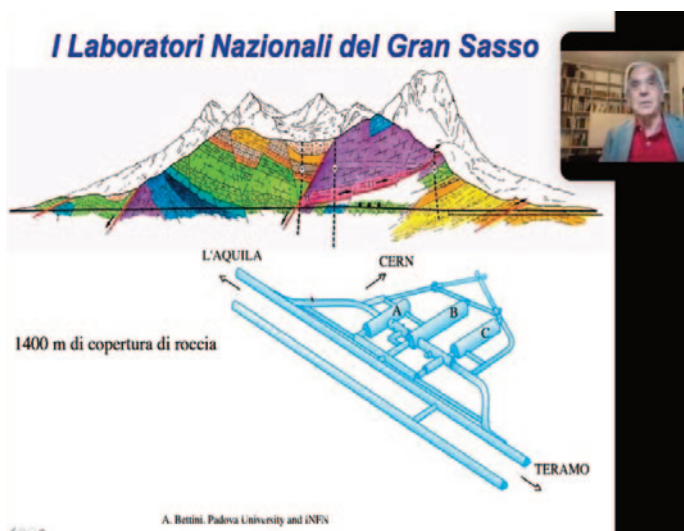 I Laboratori Nazionali del Gran Sasso
L'AQUILA
CERN
A
B
C
1400 m di copertura di roccia
TERAMO
A. Bettini. Padova University and iNFN